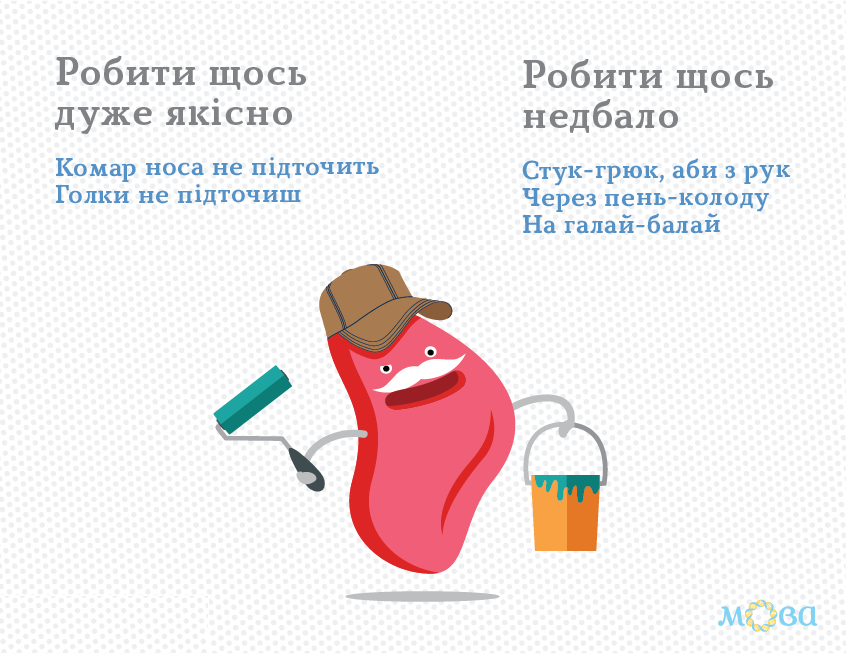 Робити щось
дуже якісно
Комар носа не підточить
Голки не підточиш
Робити щось
недбало
Стук-грюк, аби з рук
Через пень-колоду
На галай-балай
мова